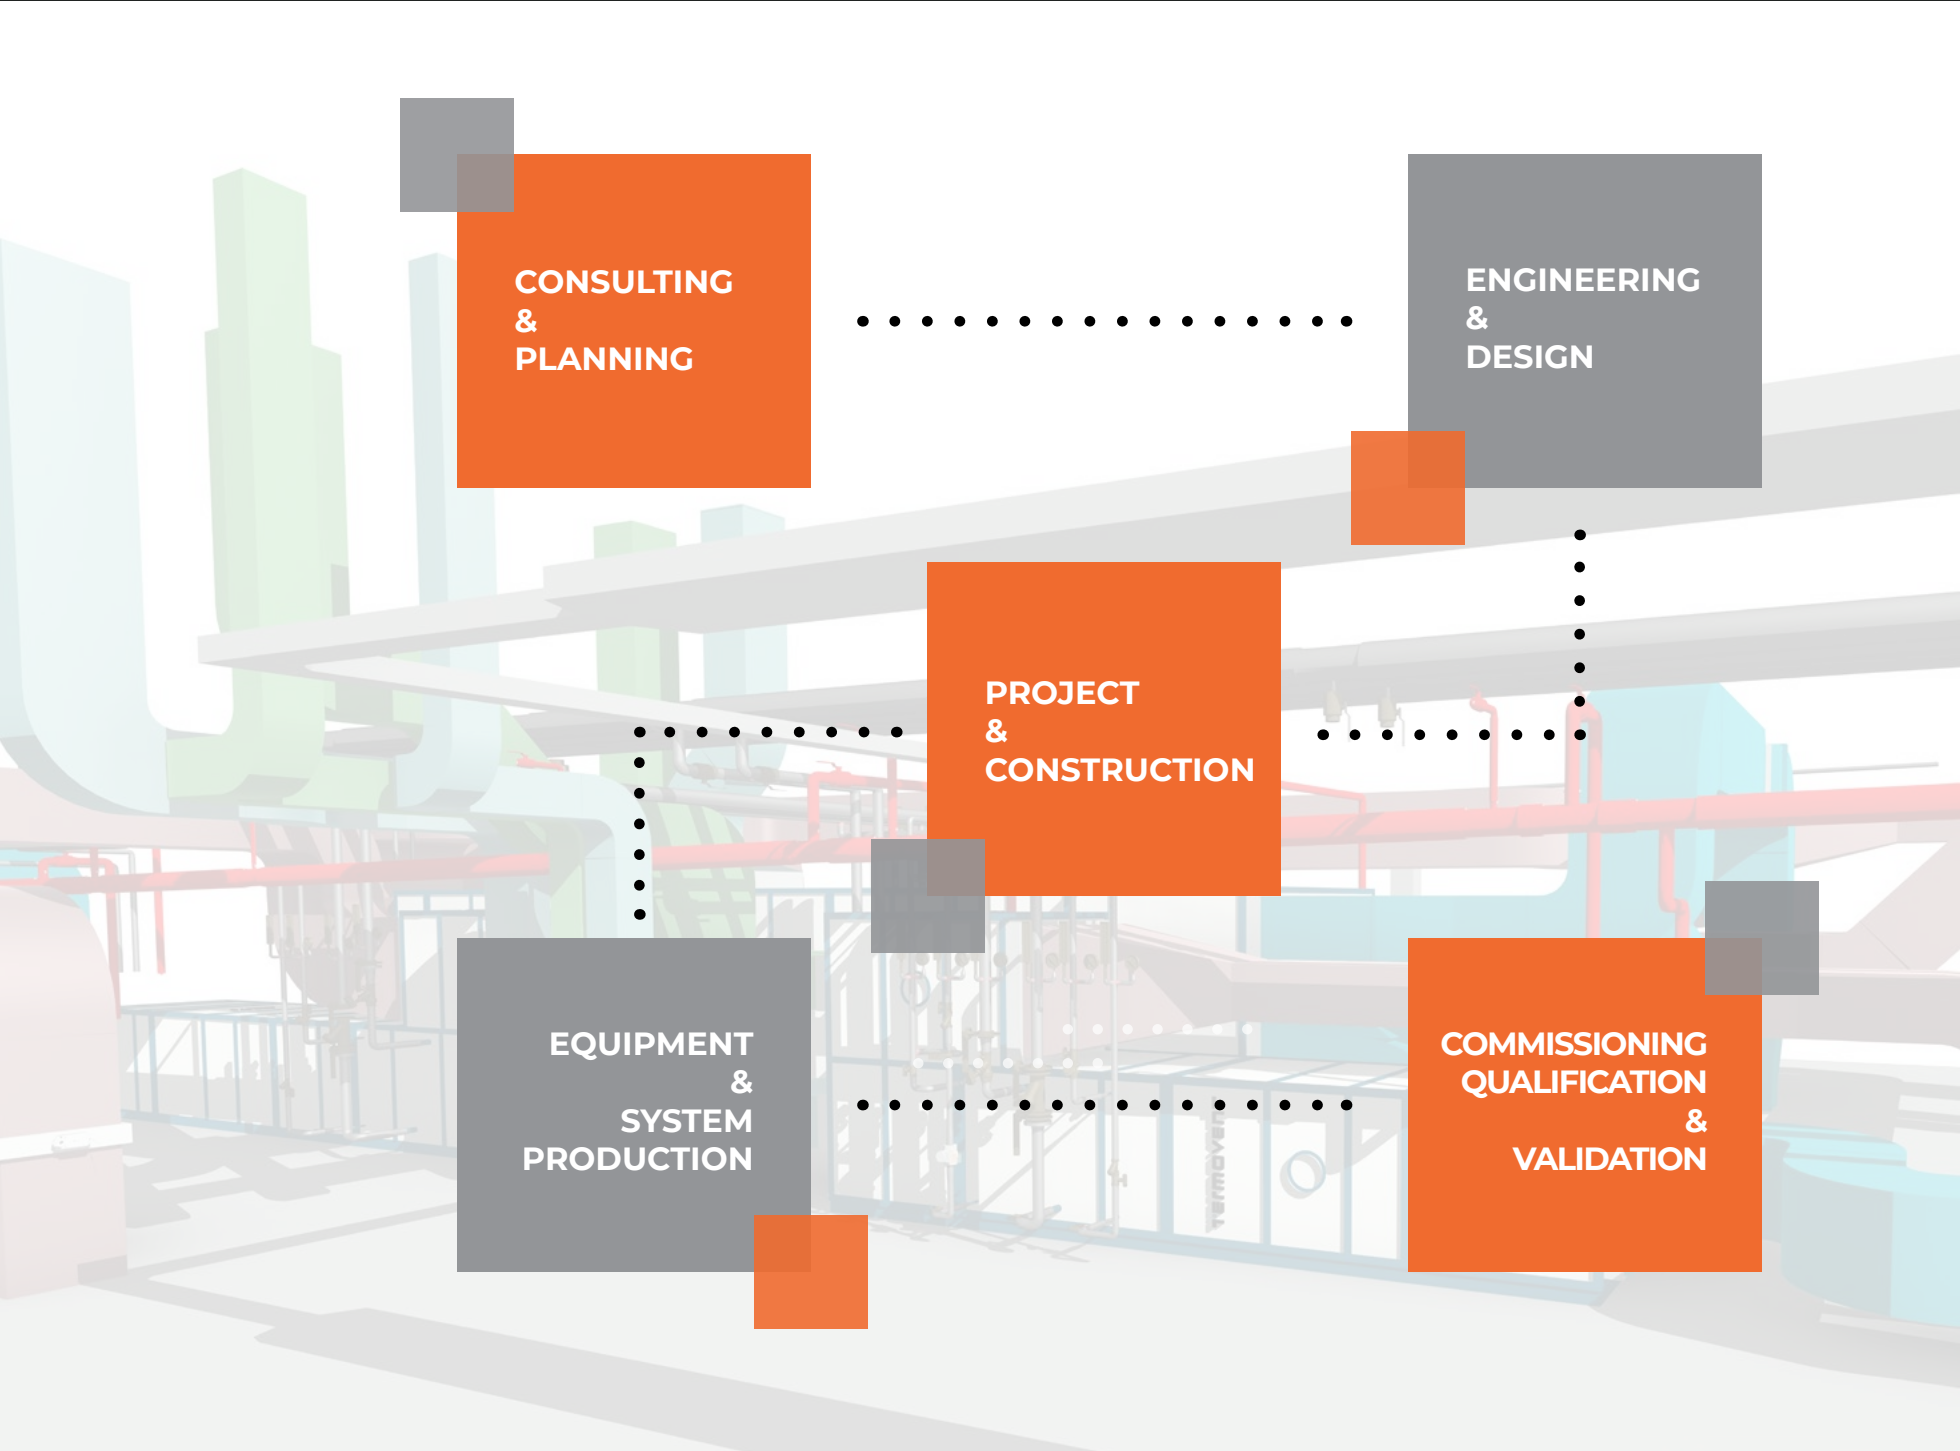 CONSULTING
&
PLANNING
ENGINEERING
&
DESIGN
PROJECT
&
CONSTRUCTION
EQUIPMENT
&
SYSTEM
PRODUCTION
COMMISSIONING
QUALIFICATION
&
VALIDATION